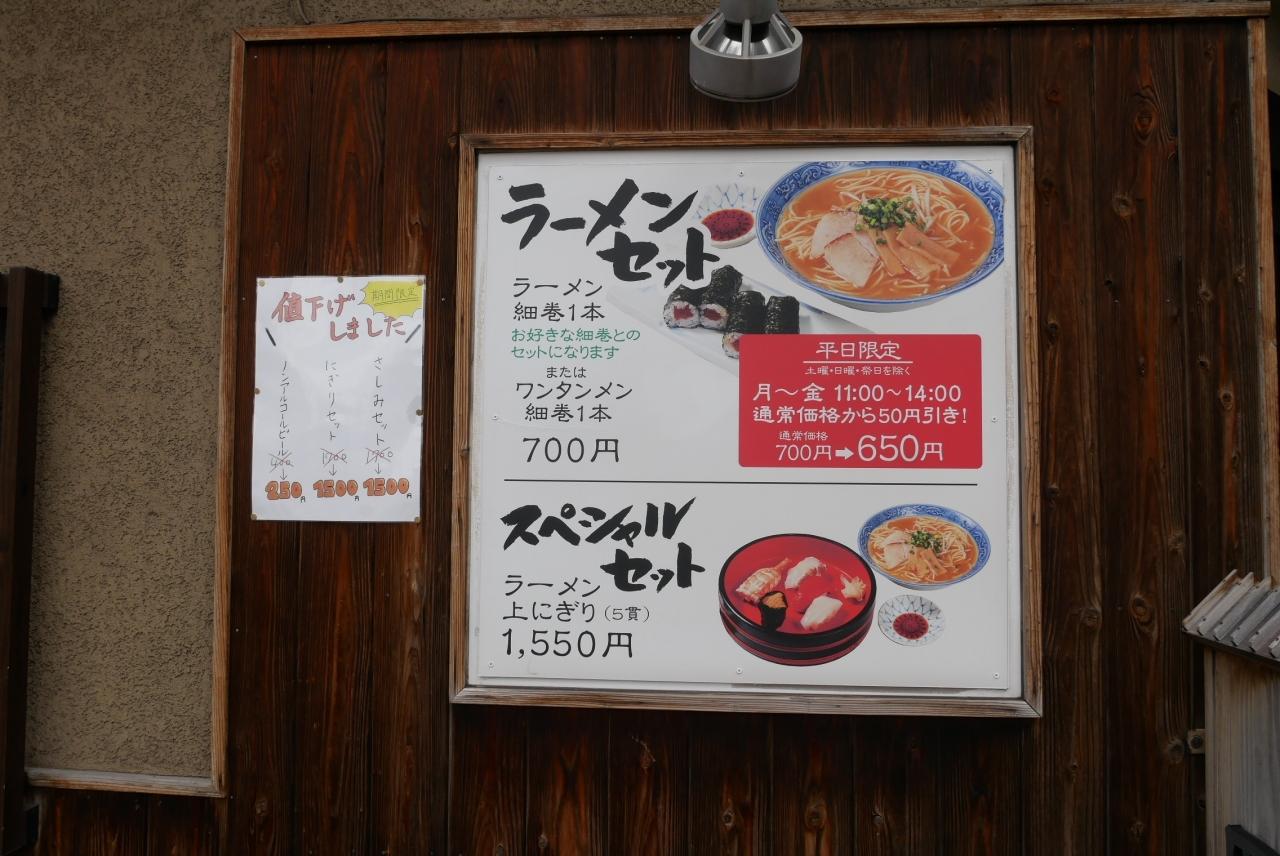 期間限定
値下げ
しました
さしみセット
1500円
にぎりセット
1500円
ノンアルコールビール
400
250円
ラーメン
セット
ラーメン
細巻1本
お好きな細巻との
セットになります
または
ワンタンメン
細巻1本
700円
平日限定
土曜・日曜・祭日を除く
月〜金 11:00〜14:00
通常価格から50円引き!
通常価格
700円➡650円
スペシャル
セット
ラーメン
上にぎり(5貫)
1,550円